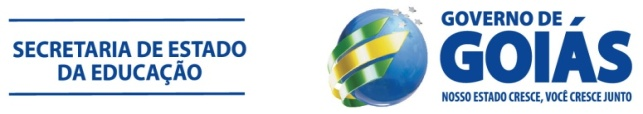 SECRETARIA DE ESTADO
DA EDUCAÇÃO
GOVERNO DE
GOIÁS
NOSSO ESTADO CRESCE, VOCÊ CRESCE JUNTO